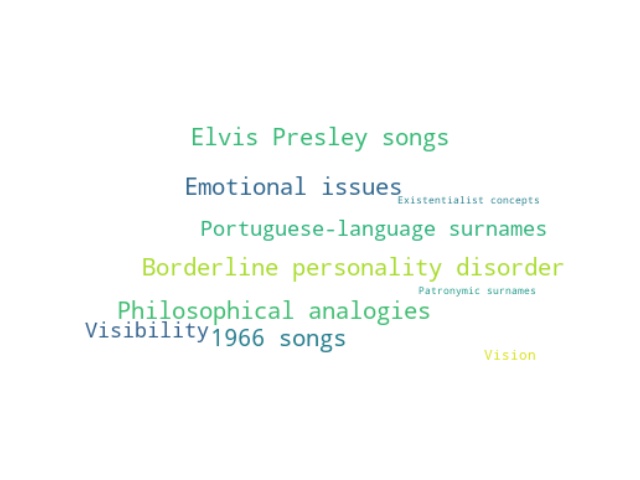 Elvis Presley songs
Emotional issues
Existentialist concepts
Portuguese-language surnames
Borderline personality disorder
Patronymic surnames
Philosophical analogies
Visibility
1966 songs
Vision